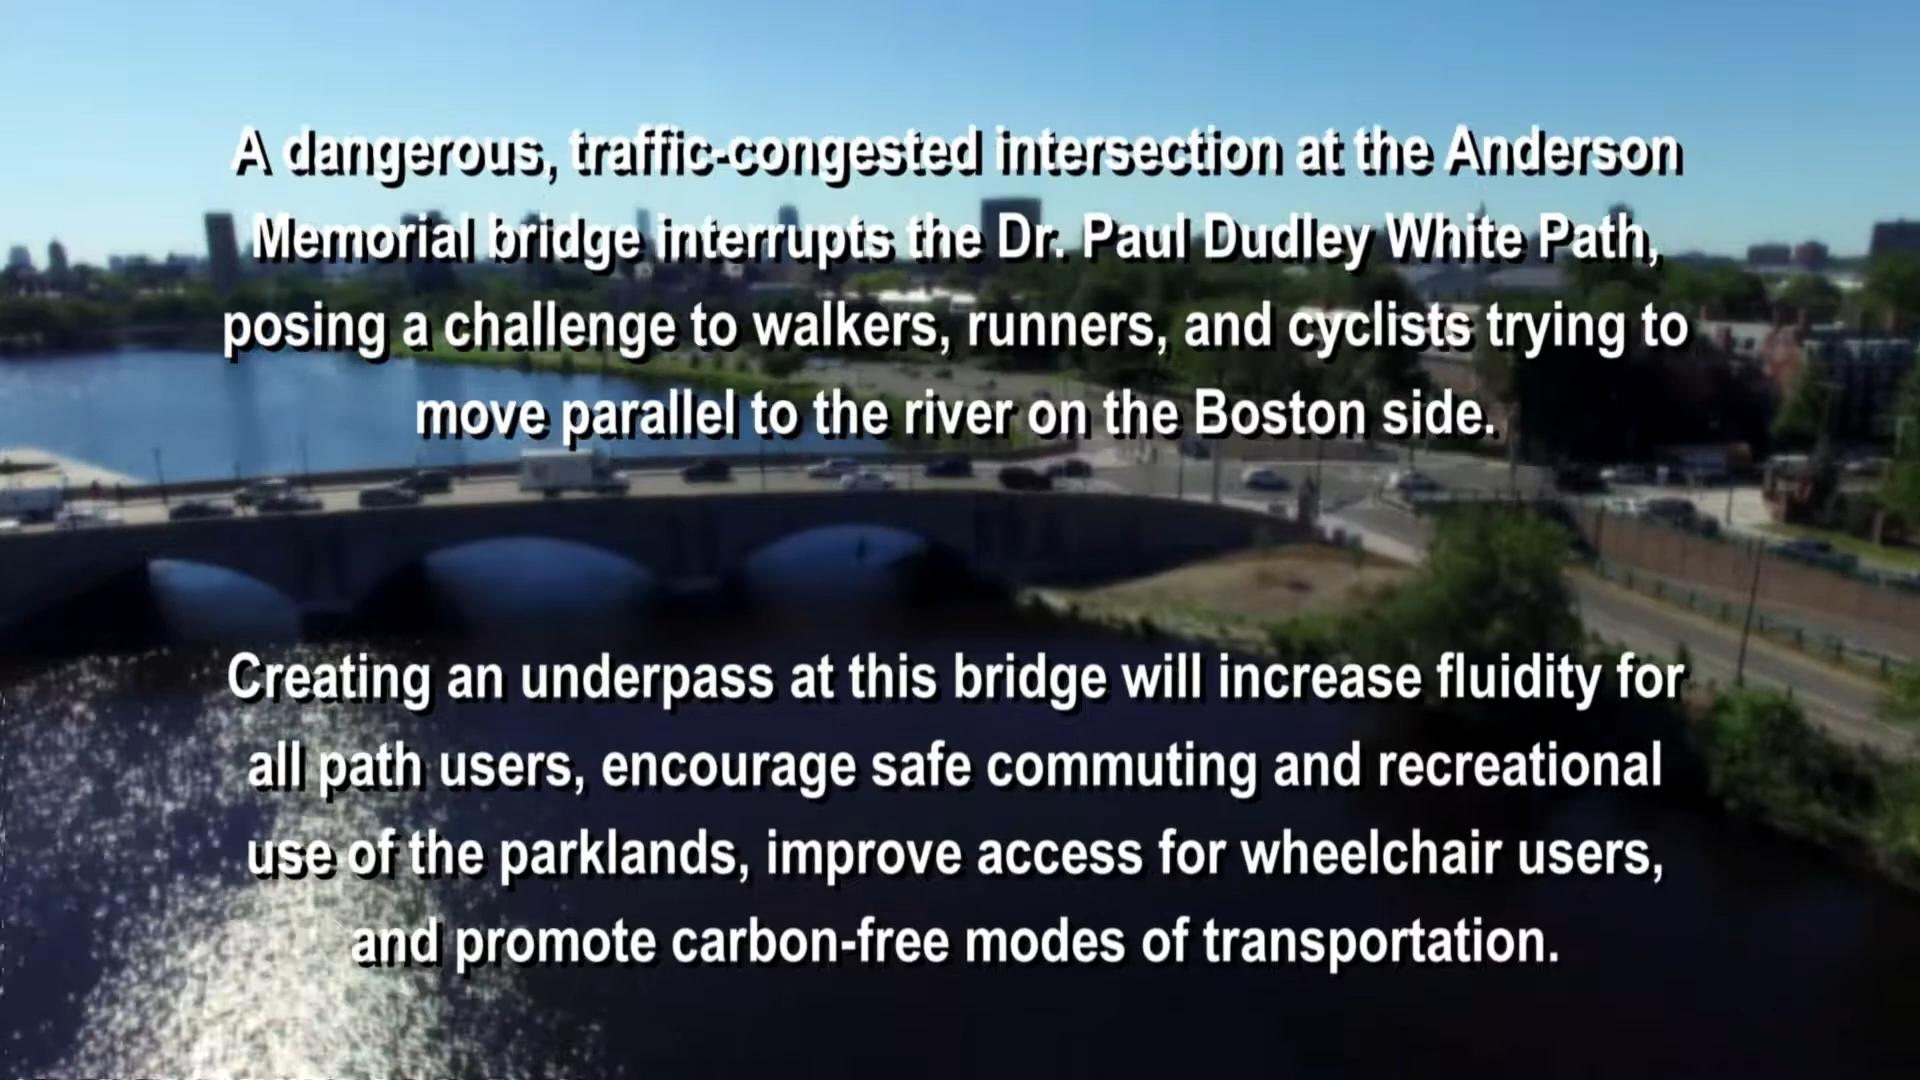 A dangerous, traffic-congested intersection at the Anderson
Memorial bridge interrupts the Dr. Paul Dudley White Path,
posing a challenge to walkers, runners, and cyclists trying to
move parallel to the river on the Boston side.
Creating an underpass at this bridge will increase fluidity for
all path users, encourage safe commuting and recreational
use of the parklands, improve access for wheelchair users,
and promote carbon-free modes of transportation.